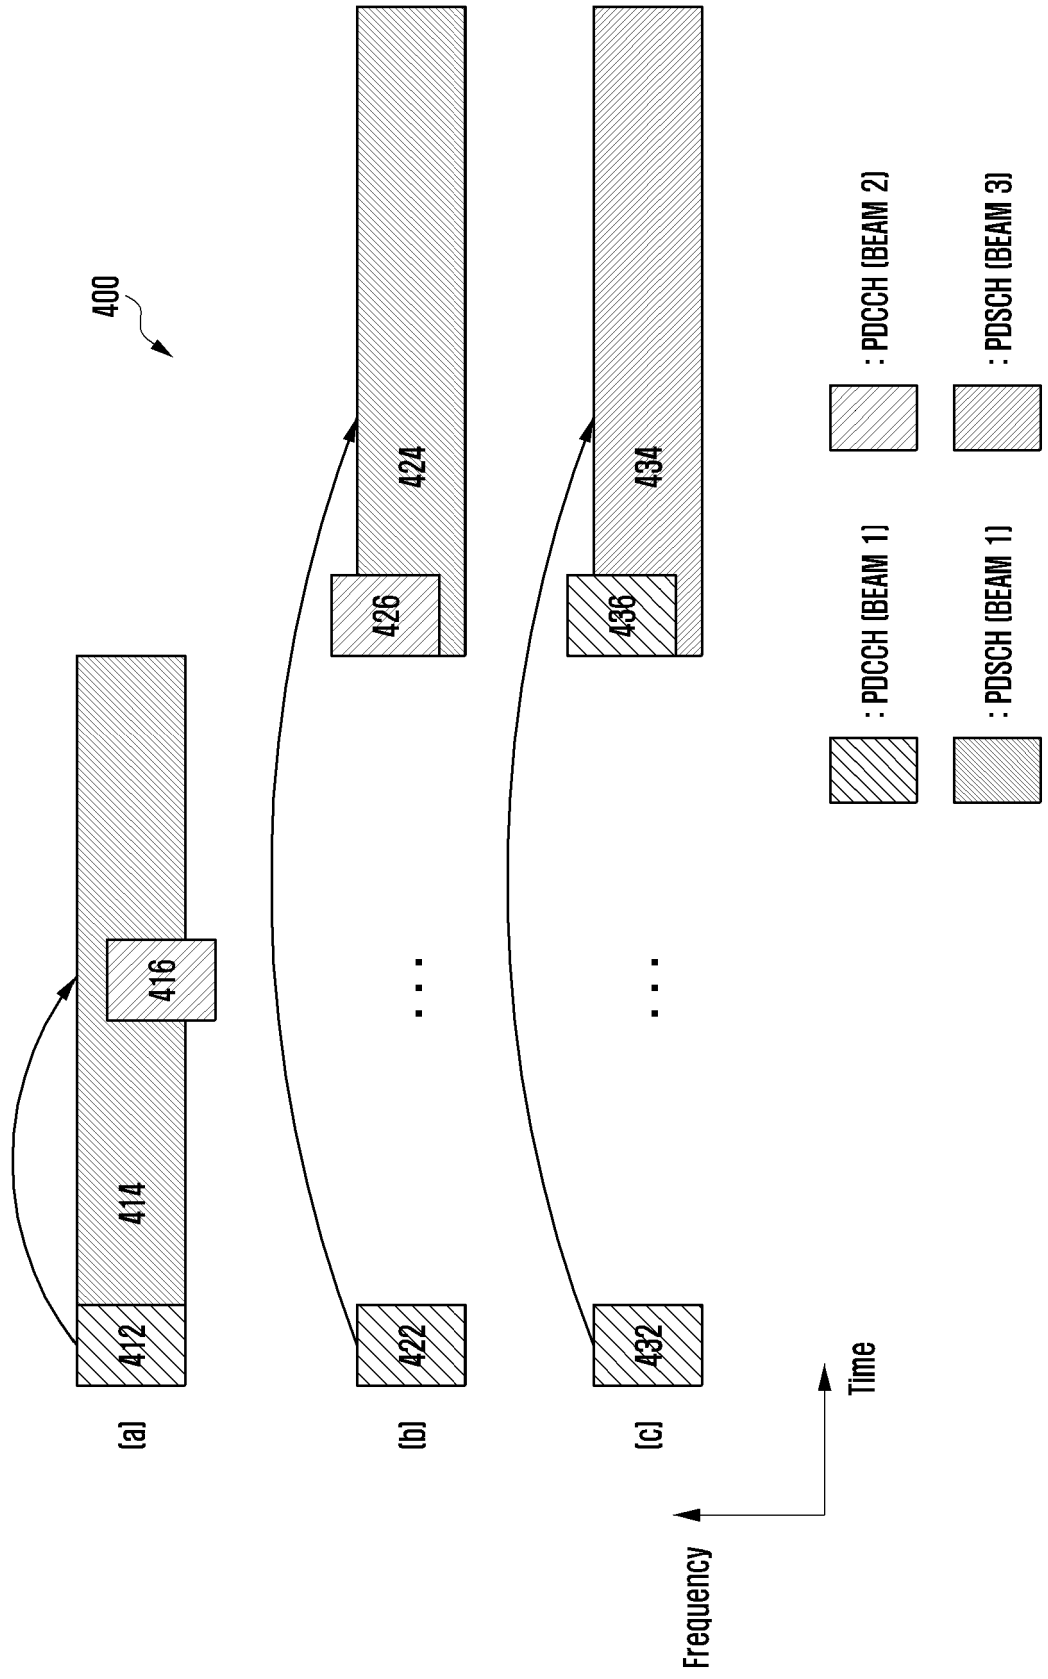 400
(a)
412
414
416
(b)
422
. . .
426
424
(c)
432
. . .
436
434
Frequency
Time
: PDCCH (BEAM 1)
: PDCCH (BEAM 2)
: PDSCH (BEAM 1)
: PDSCH (BEAM 3)